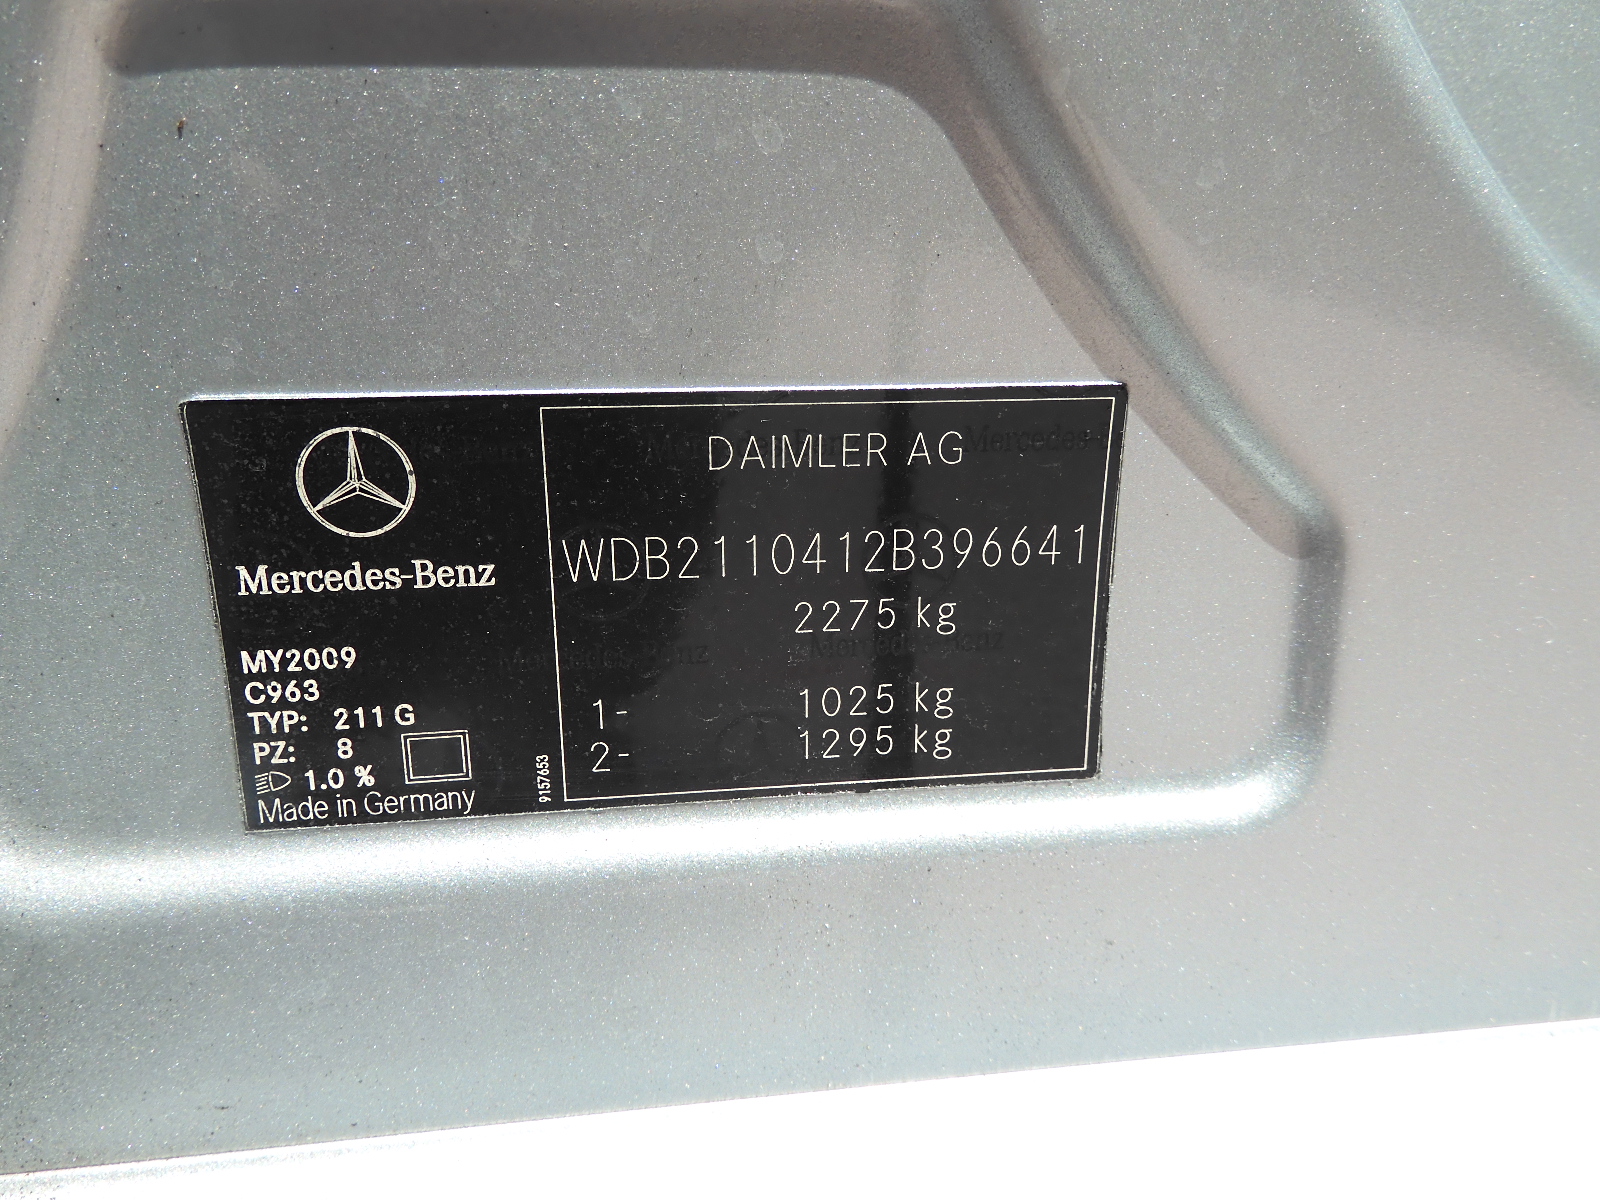 Mercedes-Benz
MY2009
C963
TYP: 211 G
PZ: 8
1.0 %
Made in Germany
9157653
DAIMLER AG
WDB2110412B396641
2275 kg
1- 1025 kg
2- 1295 kg